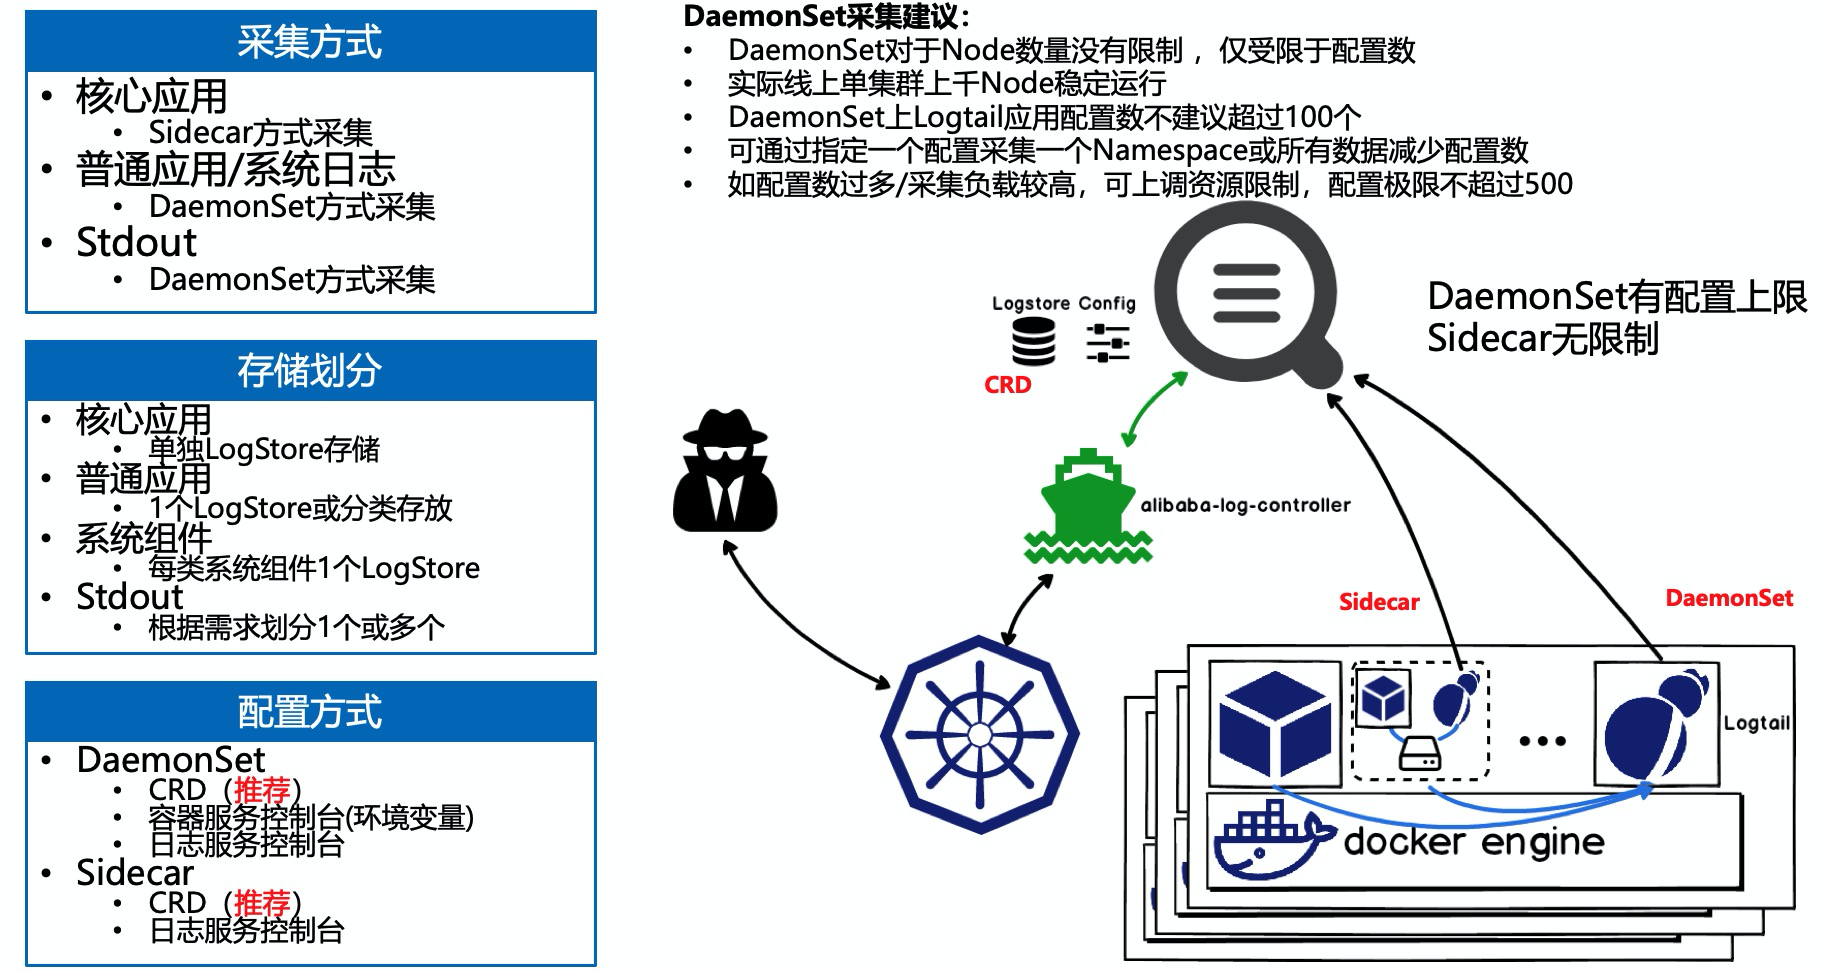 采集方式
• 核心应用
• Sidecar方式采集
• 普通应用/系统日志
• DaemonSet方式采集
• Stdout
• DaemonSet方式采集
存储划分
• 核心应用
• 单独LogStore存储
• 普通应用
• 1个LogStore或分类存放
• 系统组件
• 每类系统组件1个LogStore
• Stdout
• 根据需求划分1个或多个
配置方式
• DaemonSet
• CRD（推荐）
• 容器服务控制台(环境变量)
• 日志服务控制台
• Sidecar
• CRD（推荐）
• 日志服务控制台
DaemonSet采集建议：
• DaemonSet对于Node数量没有限制，仅受限于配置数
• 实际线上单集群上千Node稳定运行
• DaemonSet上Logtail应用配置数不建议超过100个
• 可通过指定一个配置采集一个Namespace或所有数据减少配置数
• 如配置数过多/采集负载较高，可上调资源限制，配置极限不超过500
Logstore Config
CRD
DaemonSet有配置上限
Sidecar无限制
alibaba-log-controller
Sidecar
DaemonSet
Logtail
docker engine